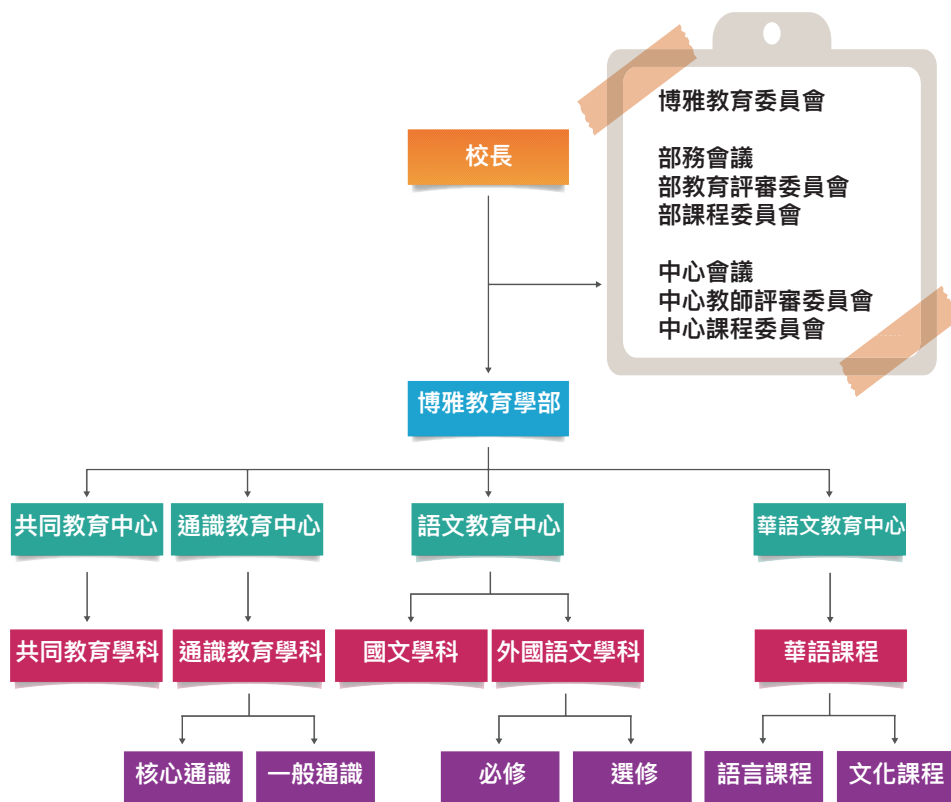 博雅教育委員會
校長
部務會議
部教育評審委員會
部課程委員會
中心會議
中心教師評審委員會
中心課程委員會
博雅教育學部
共同教育中心
通識教育中心
語文教育中心
華語文教育中心
共同教育學科
通識教育學科
國文學科
外國語文學科
華語課程
核心通識
一般通識
必修
選修
語言課程
文化課程